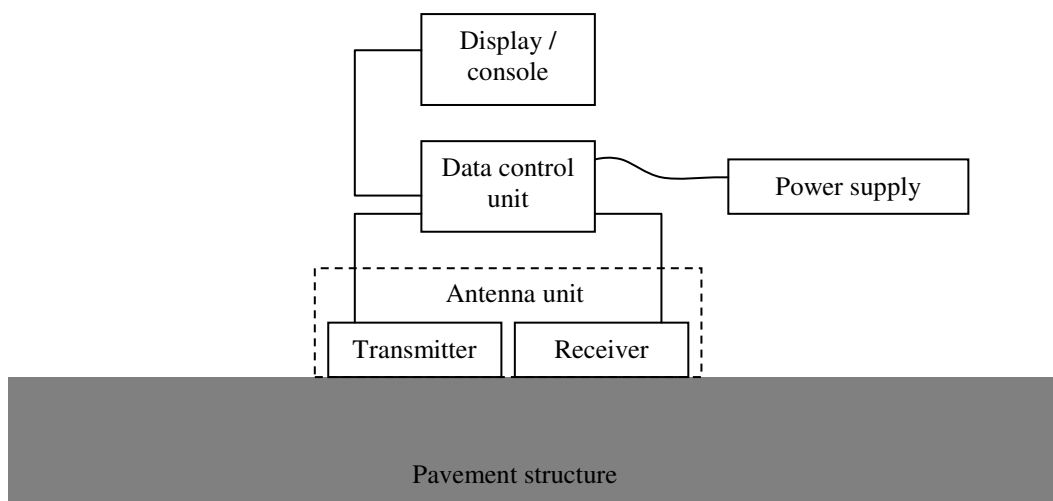 Display /
console
Data control
unit
Power supply
Antenna unit
Transmitter
Receiver
Pavement structure